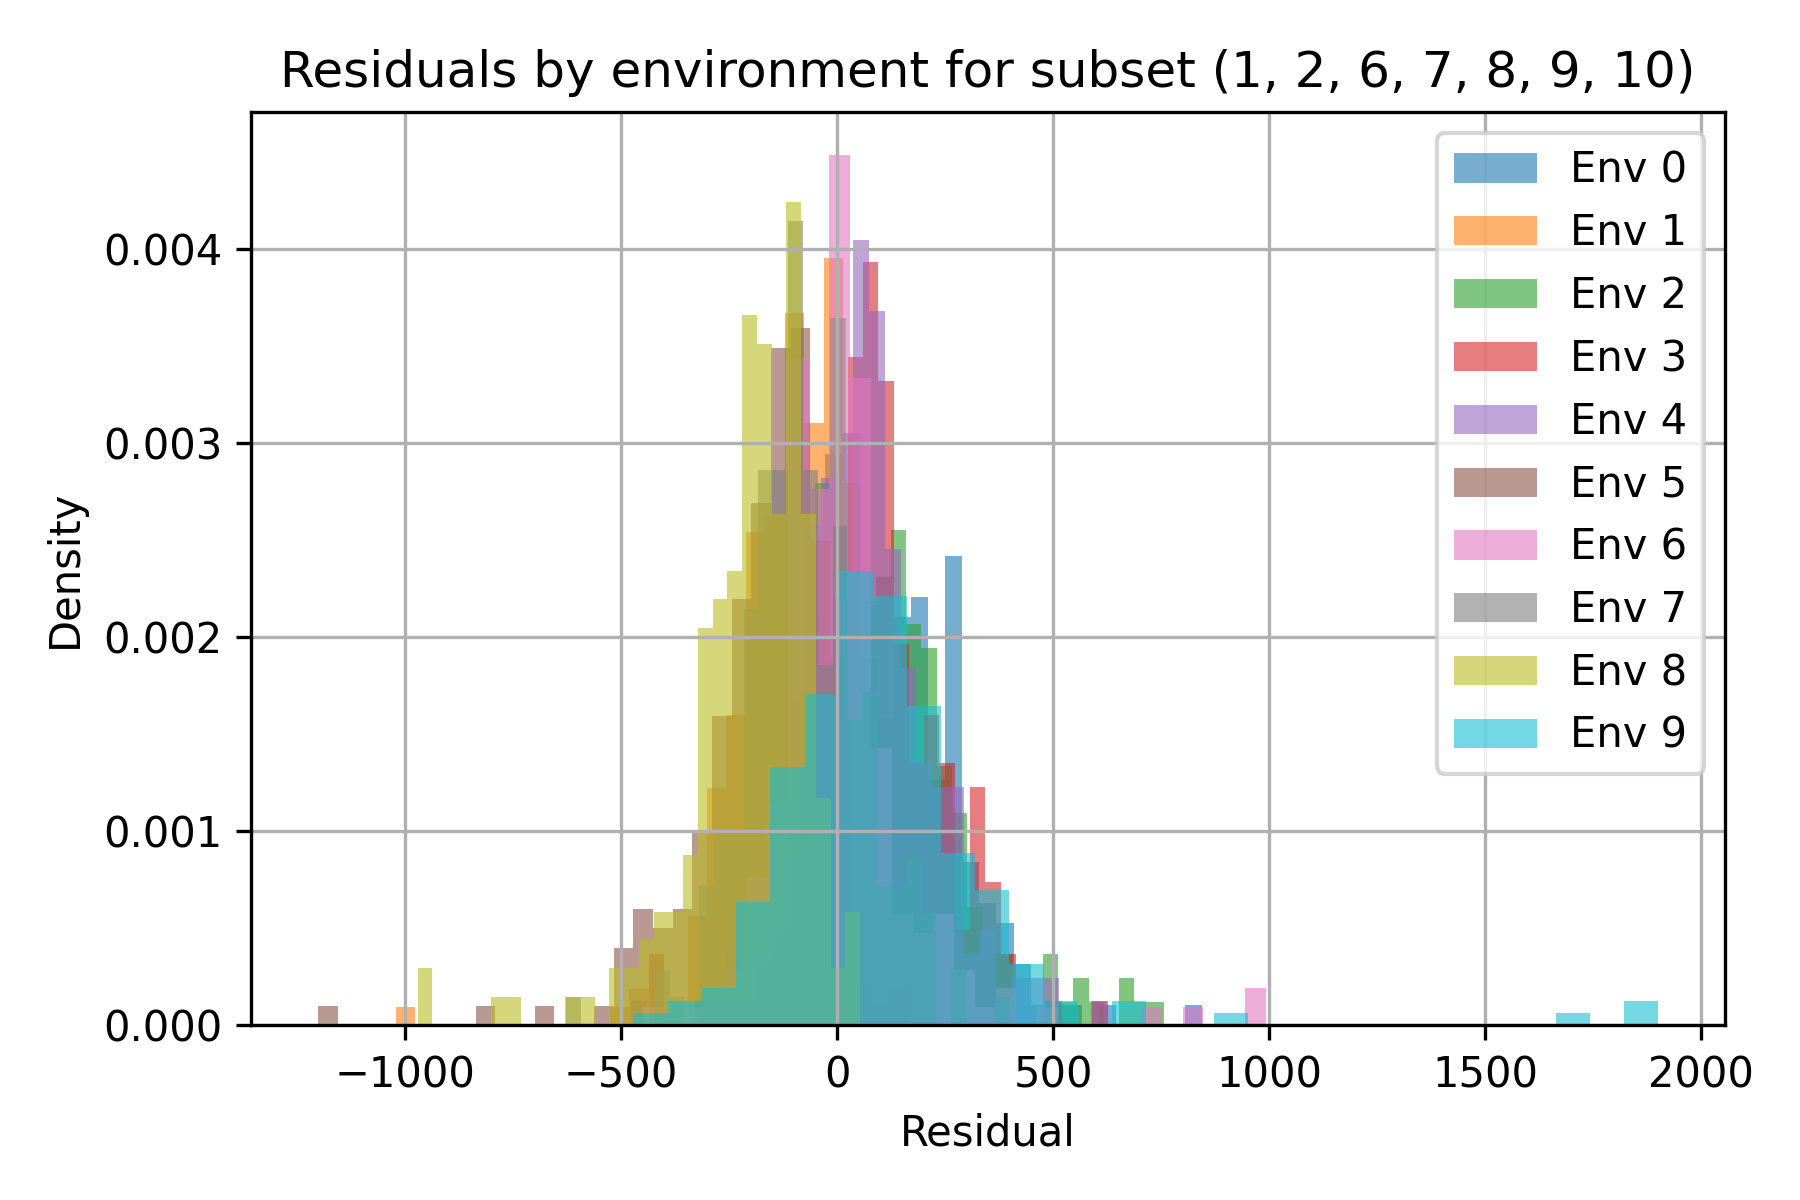 Residuals by environment for subset (1, 2, 6, 7, 8, 9, 10)
Density
0.004
0.003
0.002
0.001
0.000
−1000
−500
0
500
1000
1500
2000
Residual
Env 0
Env 1
Env 2
Env 3
Env 4
Env 5
Env 6
Env 7
Env 8
Env 9